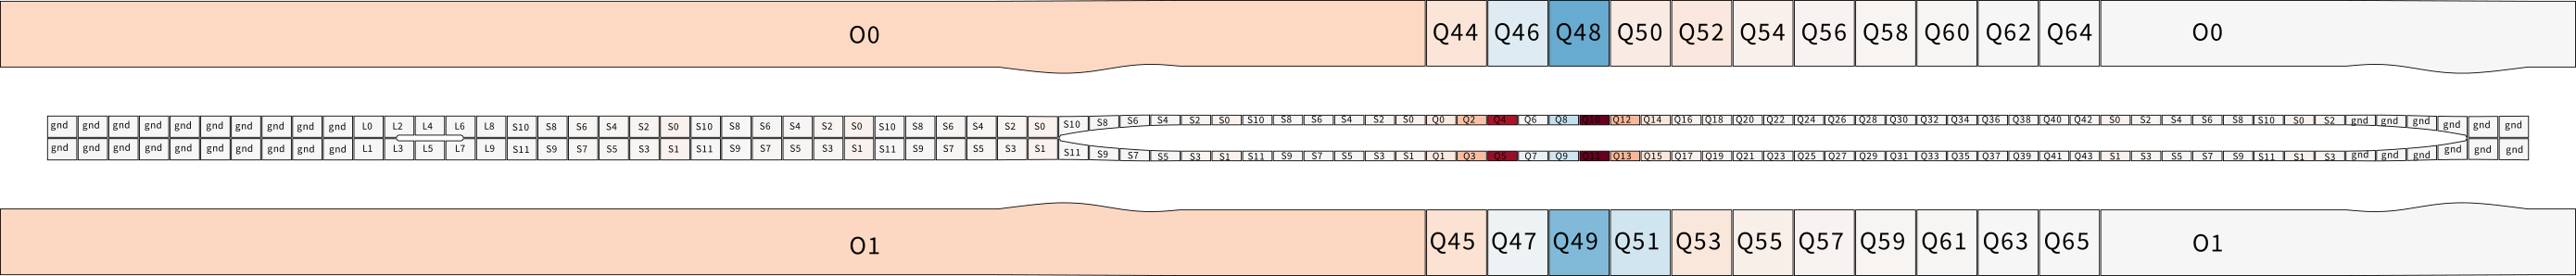 O0 Q44 Q46 Q48 Q50 Q52 Q54 Q56 Q58 Q60 Q62 Q64 O0
gnd gnd gnd gnd gnd gnd gnd gnd gnd gnd L0 L2 L4 L6 L8 S10 S8 S6 S4 S2 S0 S10 S8 S6 S4 S2 S0 S10 S8 S6 S4 S2 S0 S10 S8 S6 S4 S2 S0 S10 S8 S6 S4 S2 S0 Q0 Q2 Q4 Q6 Q8 Q10 Q12 Q14 Q16 Q18 Q20 Q22 Q24 Q26 Q28 Q30 Q32 Q34 Q36 Q38 Q40 Q42 S0 S2 S4 S6 S8 S10 S0 S2 gnd gnd gnd gnd gnd gnd
gnd gnd gnd gnd gnd gnd gnd gnd gnd gnd L1 L3 L5 L7 L9 S11 S9 S7 S5 S3 S1 S11 S9 S7 S5 S3 S1 S11 S9 S7 S5 S3 S1 S11 S9 S7 S5 S3 S1 S11 S9 S7 S5 S3 S1 Q1 Q3 Q5 Q7 Q9 Q11 Q13 Q15 Q17 Q19 Q21 Q23 Q25 Q27 Q29 Q31 Q33 Q35 Q37 Q39 Q41 Q43 S1 S3 S5 S7 S9 S11 S1 S3 gnd gnd gnd gnd gnd gnd
O1 Q45 Q47 Q49 Q51 Q53 Q55 Q57 Q59 Q61 Q63 Q65 O1